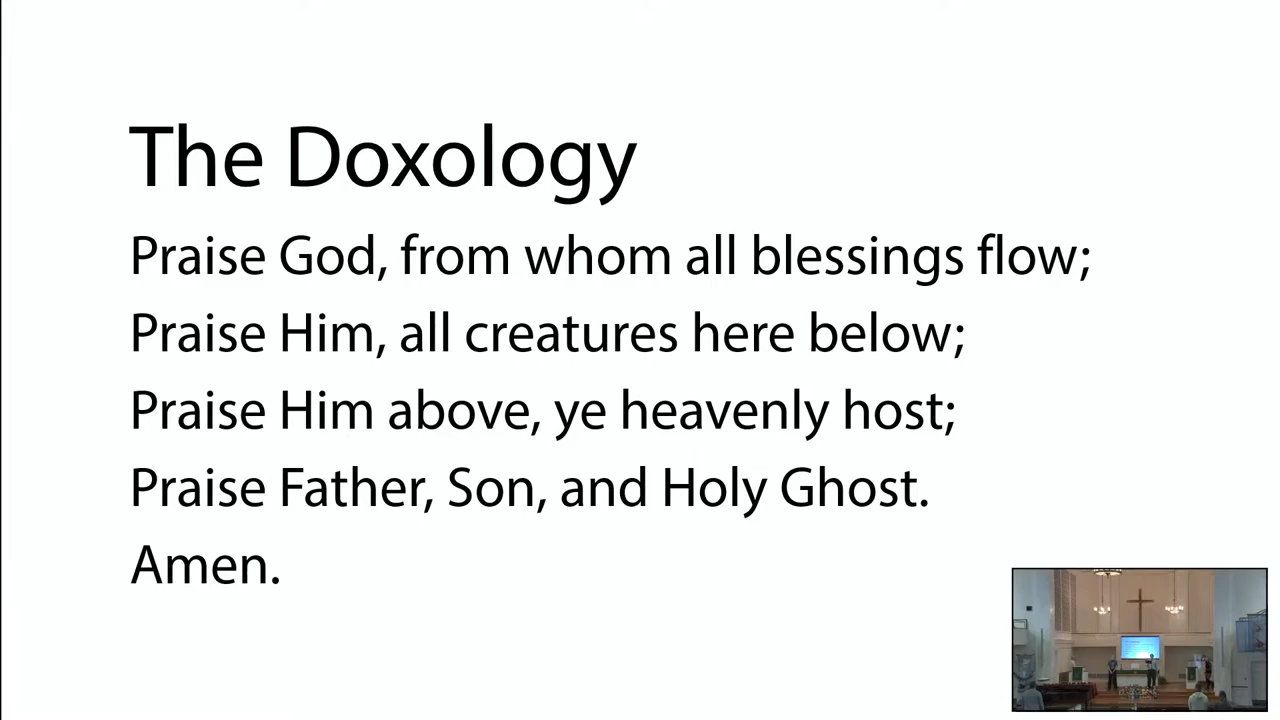 The Doxology
Praise God, from whom all blessings flow;
Praise Him, all creatures here below;
Praise Him above, ye heavenly host;
Praise Father, Son, and Holy Ghost.
Amen.